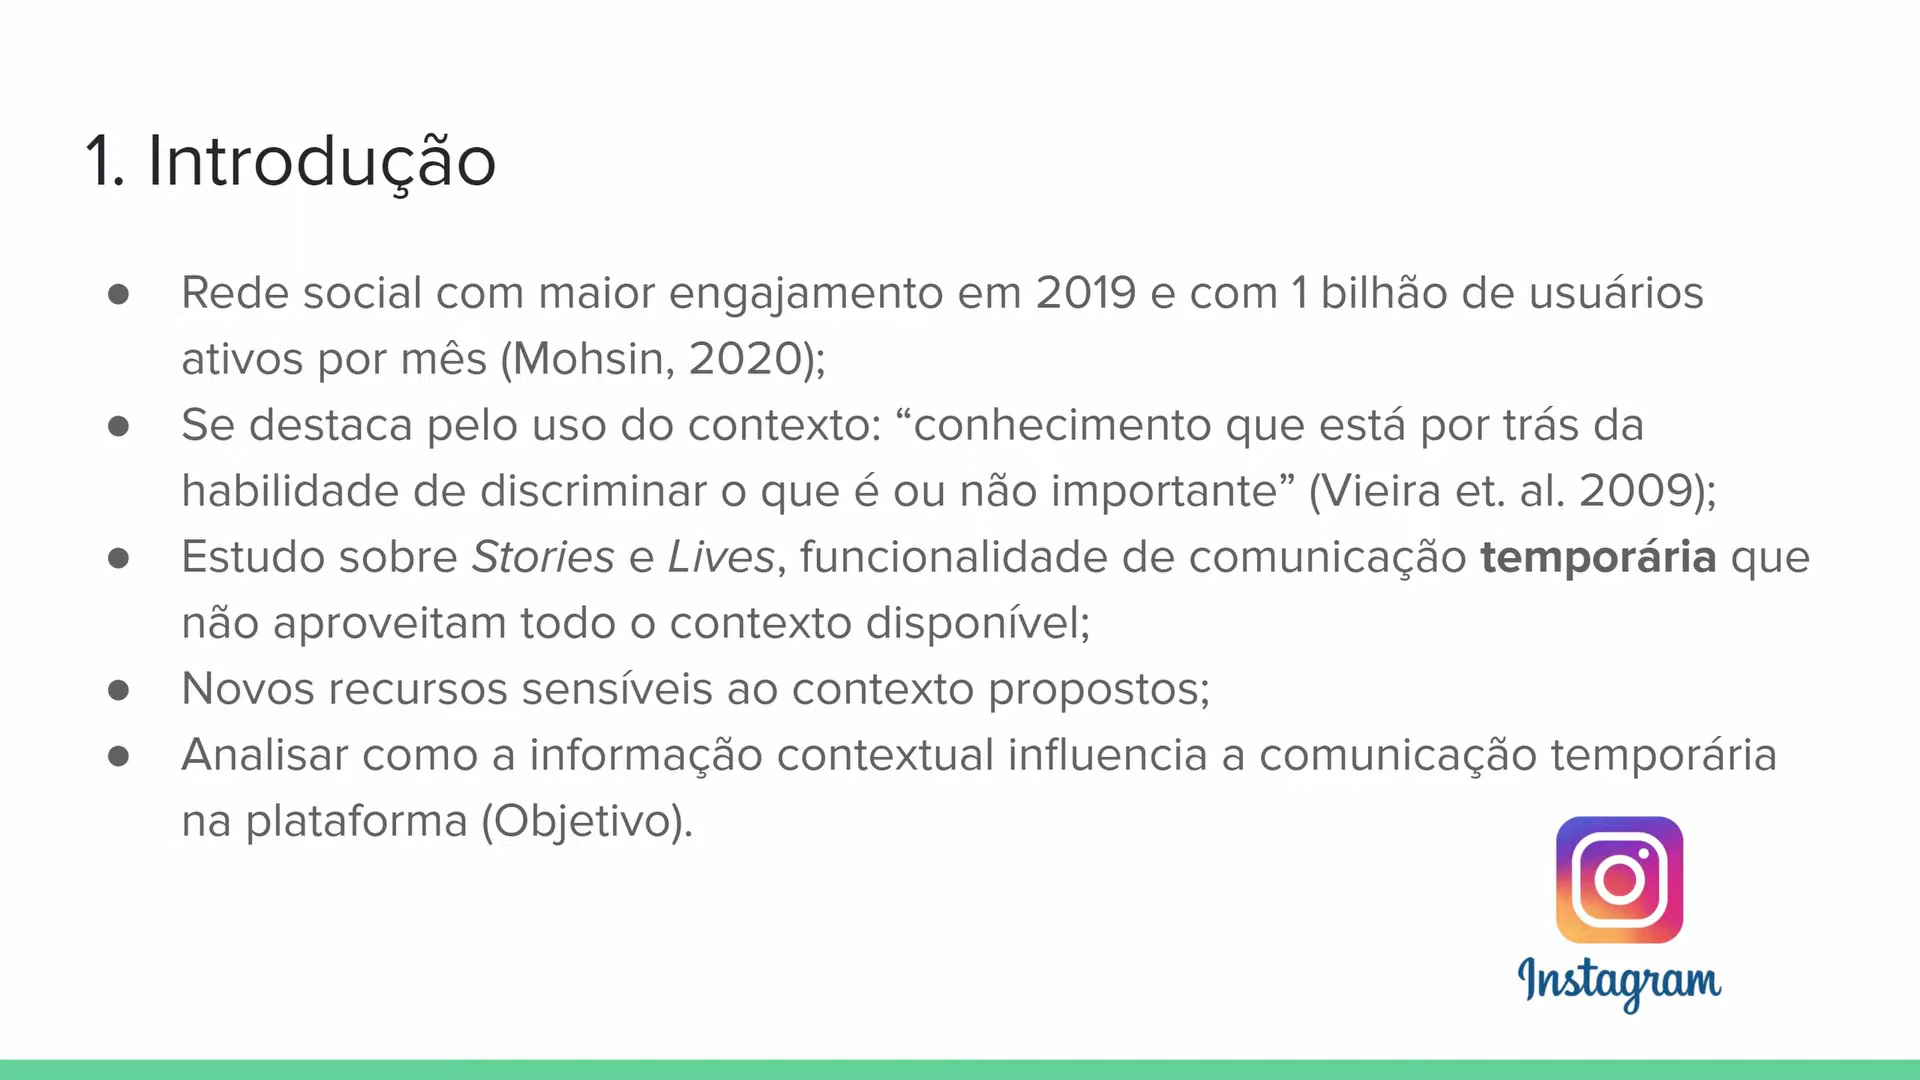 1. Introdução
● Rede social com maior engajamento em 2019 e com 1 bilhão de usuários
ativos por mês (Mohsin, 2020);
● Se destaca pelo uso do contexto: “conhecimento que está por trás da
habilidade de discriminar o que é ou não importante” (Vieira et. al. 2009);
● Estudo sobre Stories e Lives, funcionalidade de comunicação temporária que
não aproveitam todo o contexto disponível;
● Novos recursos sensíveis ao contexto propostos;
● Analisar como a informação contextual influencia a comunicação temporária
na plataforma (Objetivo).
Instagram